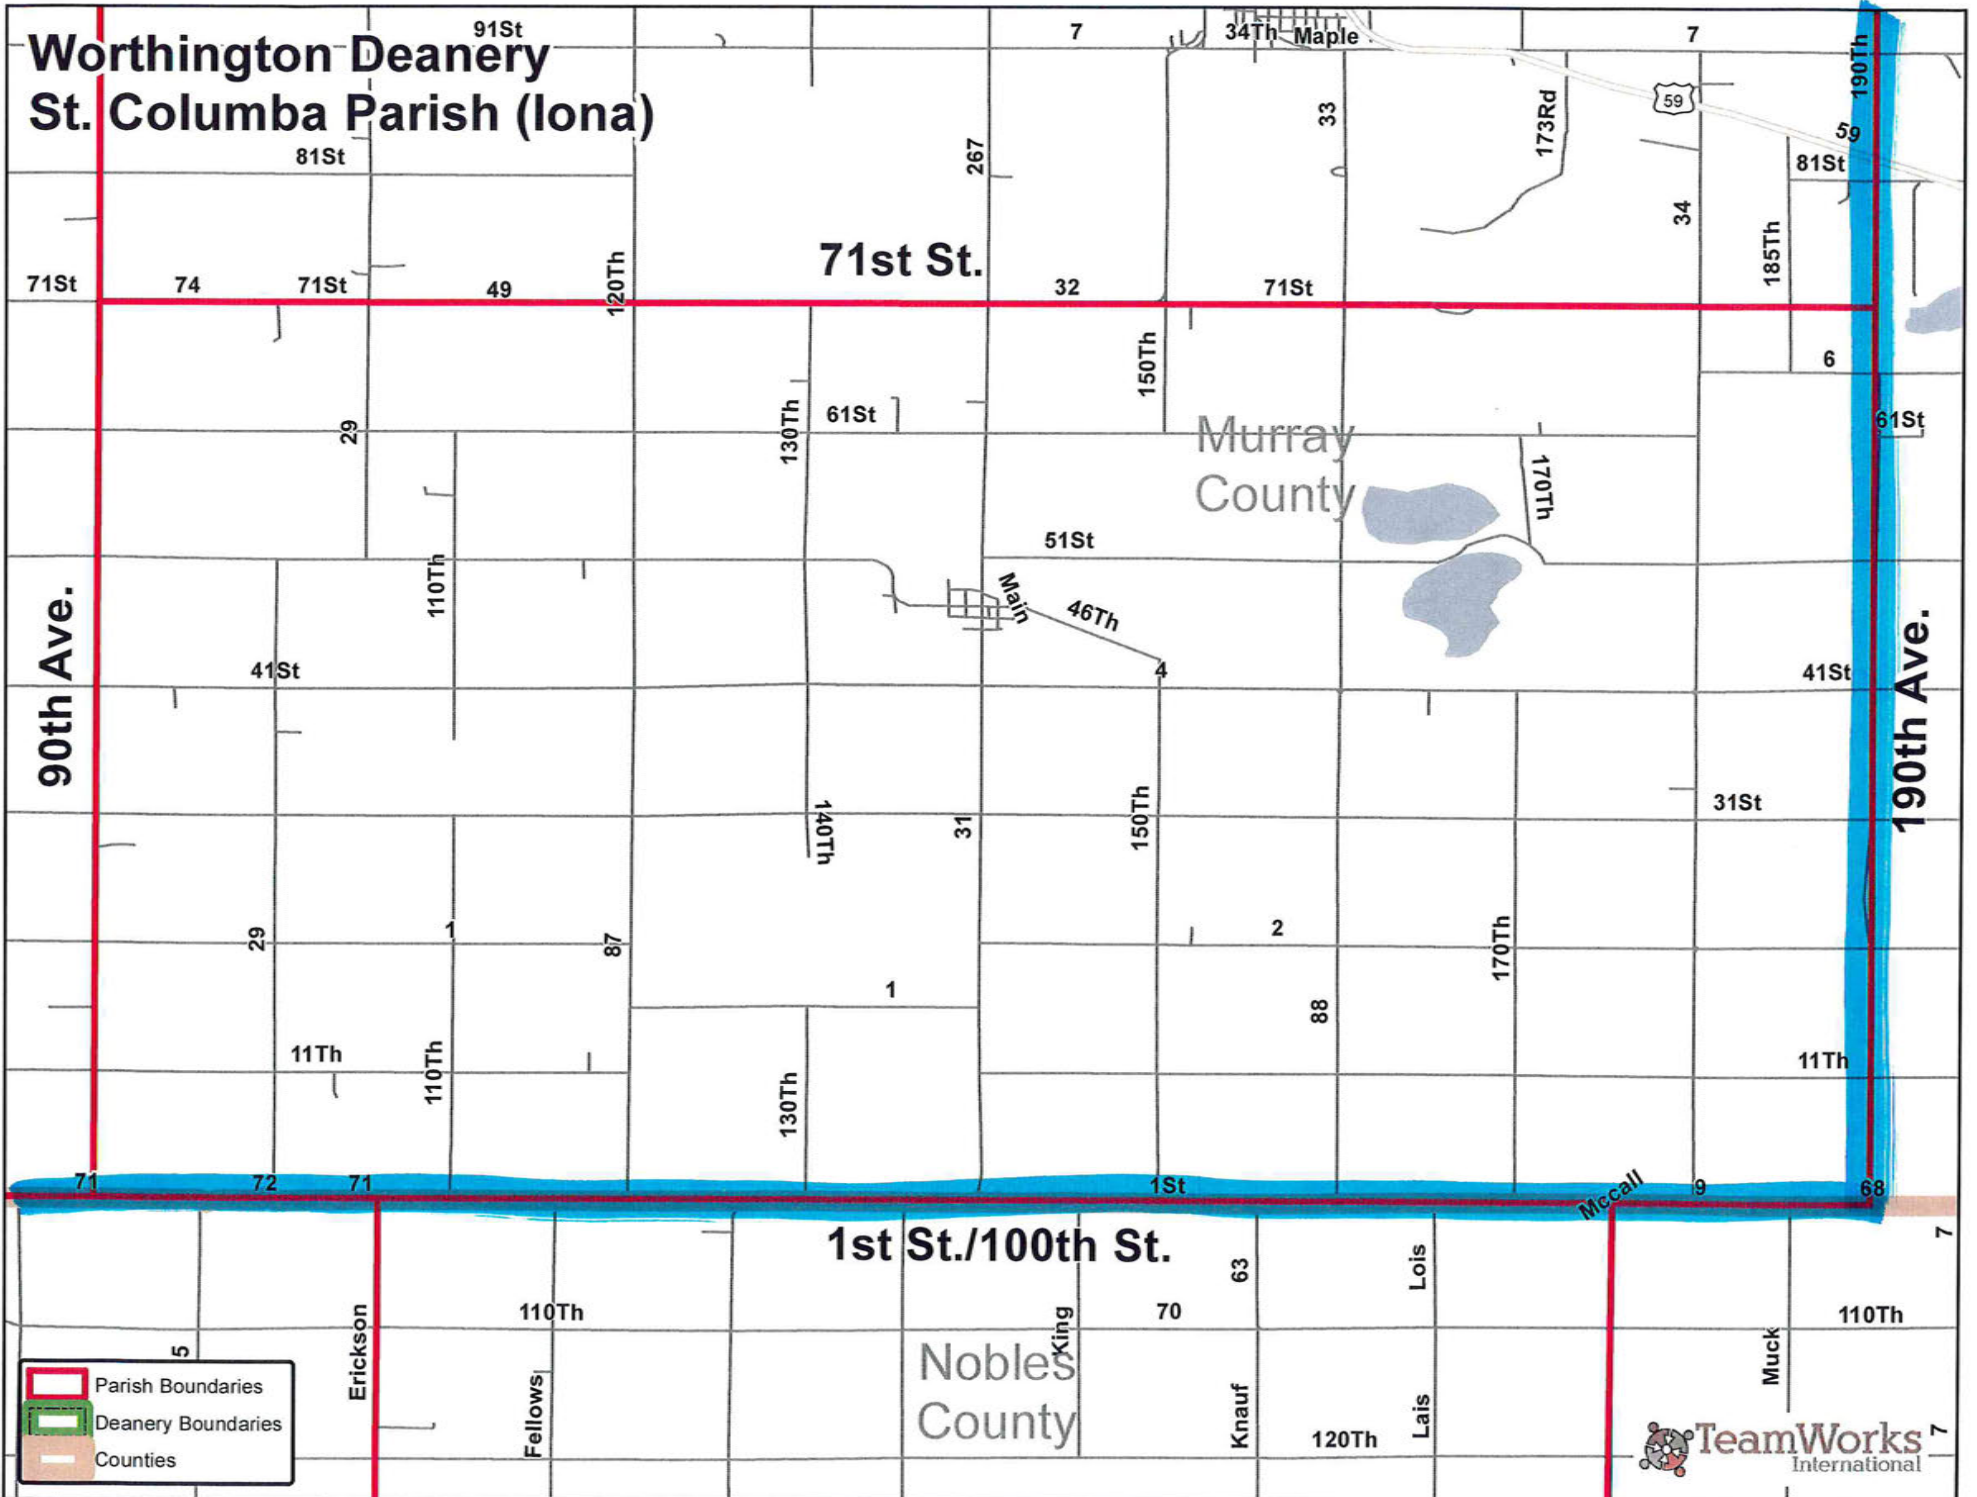 Worthington Deanery
St. Columba Parish (Iona)
91St
7
34Th
Maple
7
190Th
59
59
81St
267
33
173Rd
34
81St
185Th
71st St.
71St
74
71St
49
120Th
32
71St
150Th
6
29
130Th
61St
61St
Murray
County
170Th
51St
110Th
Main
46Th
90th Ave.
41St
4
41St
190th Ave.
140Th
31
150Th
31St
29
1
87
2
170Th
1
88
11Th
110Th
130Th
11Th
71
72
71
1St
Mccall
9
68
1st St./100th St.
7
63
Lois
Erickson
110Th
King
70
110Th
5
Nobles
County
Muck
Fellows
Knauf
120Th
Lais
7
Parish Boundaries
Deanery Boundaries
Counties
TeamWorks
International